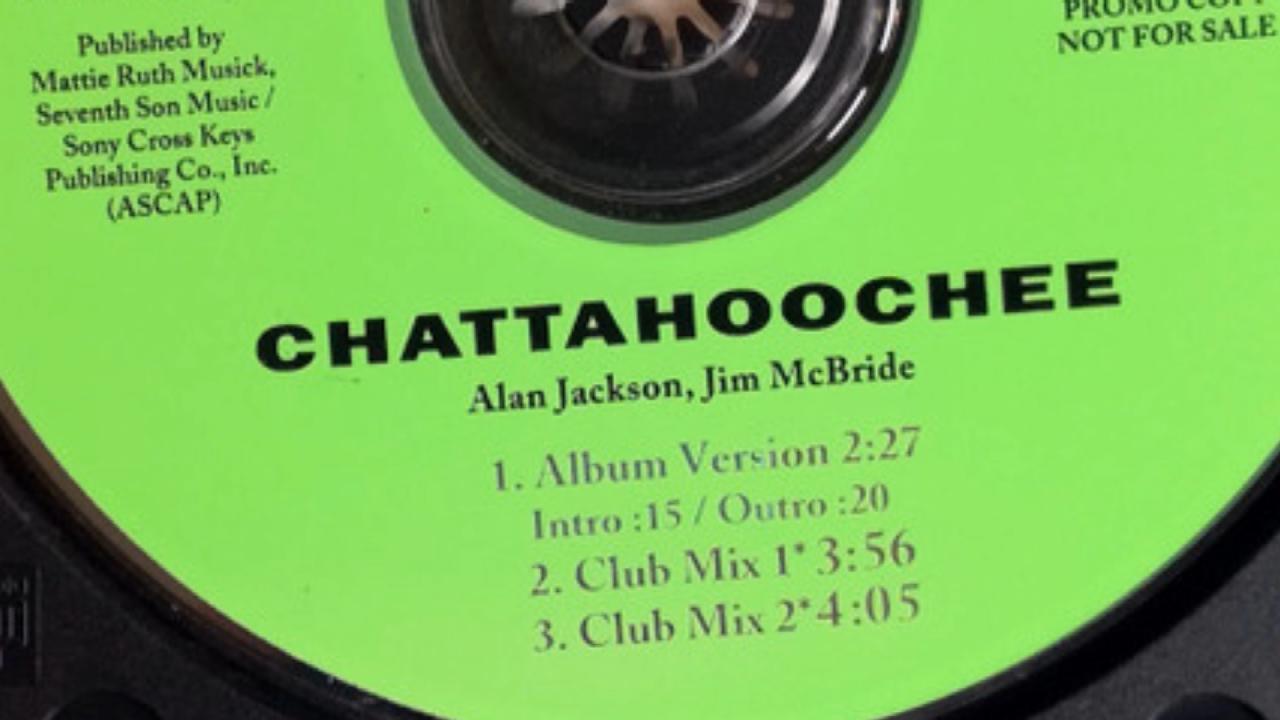 Published by
Mattie Ruth Musick,
Seventh Son Music /
Sony Cross Keys
Publishing Co., Inc.
(ASCAP)
PROMO COPY
NOT FOR SALE
CHATTAHOOCHEE
Alan Jackson, Jim McBride
1. Album Version 2:27
Intro :15 / Outro :20
2. Club Mix 1* 3:56
3. Club Mix 2* 4:05